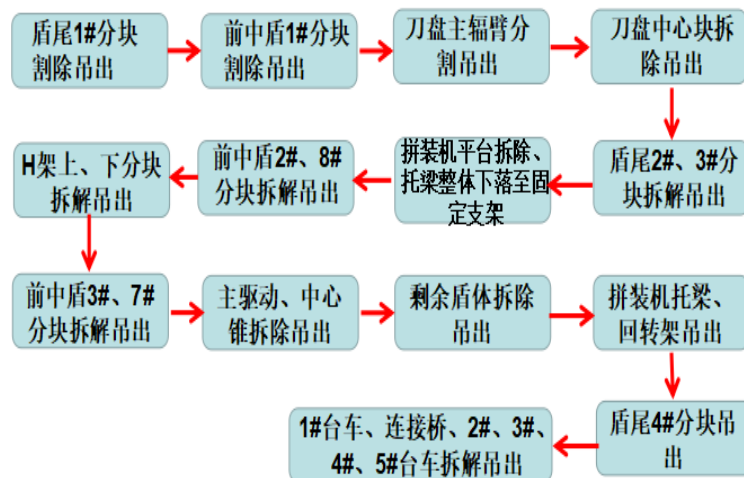 盾尾1#分块
割除吊出
前中盾1#分块
割除吊出
刀盘主辐臂分
割吊出
刀盘中心块拆
除吊出
盾尾2#、3#分
块拆解吊出
拼装机平台拆除、
托梁整体下落至固
定支架
前中盾2#、8#
分块拆解吊出
H架上、下分块
拆解吊出
前中盾3#、7#
分块拆解吊出
主驱动、中心
锥拆除吊出
剩余盾体拆除
吊出
拼装机托梁、
回转架吊出
盾尾4#分块吊
出
1#台车、连接桥、2#、3#、
4#、5#台车拆解吊出